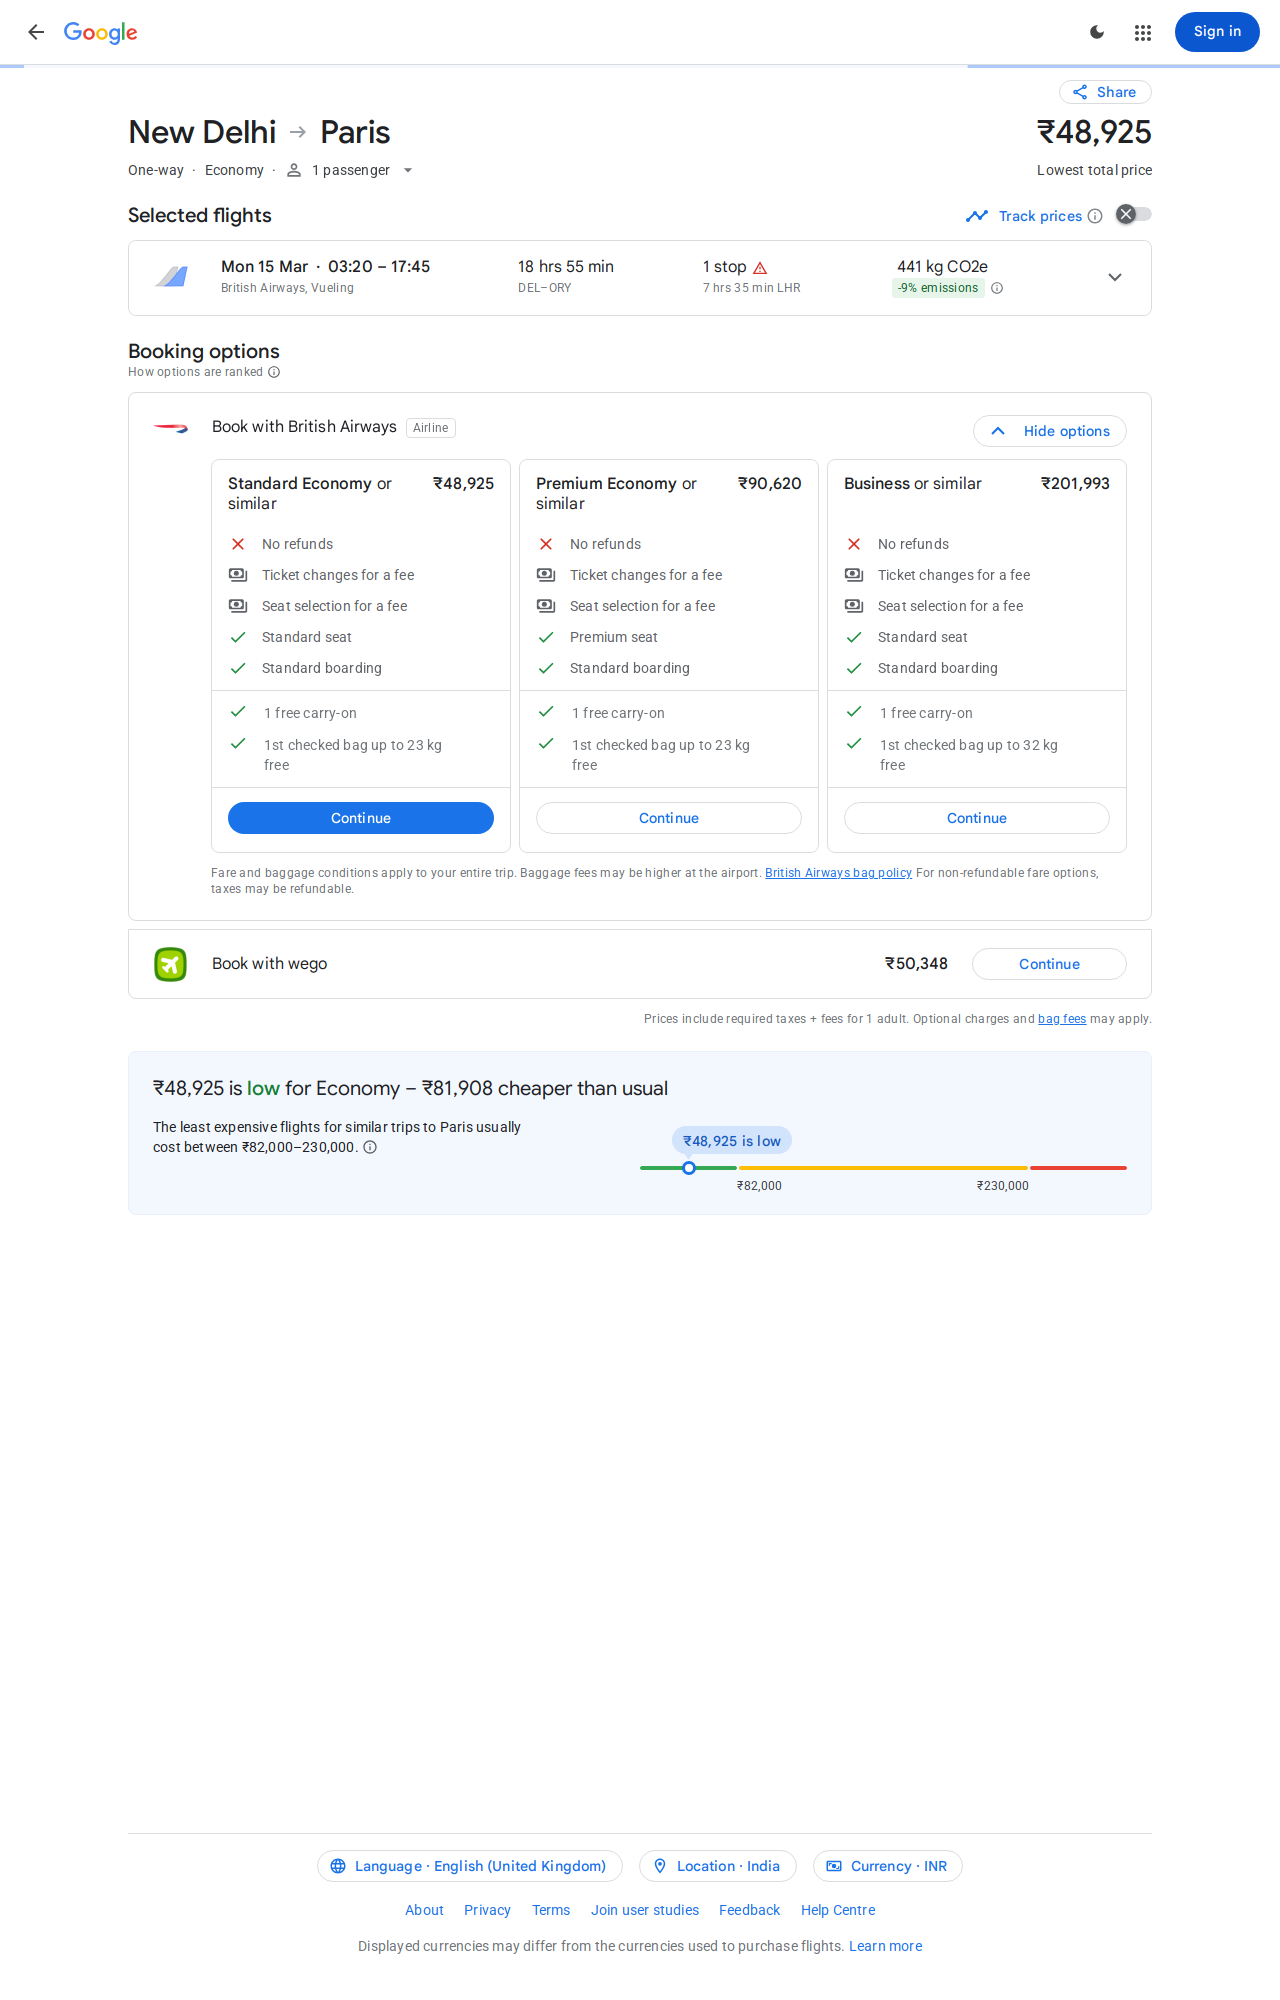 Google
Sign in
Share
New Delhi → Paris
₹48,925
One-way · Economy · 1 passenger
Lowest total price
Selected flights
Track prices
Mon 15 Mar · 03:20 – 17:45
18 hrs 55 min
1 stop
441 kg CO2e
British Airways, Vueling
DEL–ORY
7 hrs 35 min LHR
-9% emissions
Booking options
How options are ranked
Book with British Airways
Airline
Hide options
Standard Economy or similar
₹48,925
No refunds
Ticket changes for a fee
Seat selection for a fee
Standard seat
Standard boarding
1 free carry-on
1st checked bag up to 23 kg
free
Continue
Premium Economy or similar
₹90,620
No refunds
Ticket changes for a fee
Seat selection for a fee
Premium seat
Standard boarding
1 free carry-on
1st checked bag up to 23 kg
free
Continue
Business or similar
₹201,993
No refunds
Ticket changes for a fee
Seat selection for a fee
Standard seat
Standard boarding
1 free carry-on
1st checked bag up to 32 kg
free
Continue
Fare and baggage conditions apply to your entire trip. Baggage fees may be higher at the airport. British Airways bag policy For non-refundable fare options,
taxes may be refundable.
Book with wego
₹50,348
Continue
Prices include required taxes + fees for 1 adult. Optional charges and bag fees may apply.
₹48,925 is low for Economy – ₹81,908 cheaper than usual
The least expensive flights for similar trips to Paris usually
cost between ₹82,000–230,000.
₹48,925 is low
₹82,000
₹230,000
Language · English (United Kingdom)
Location · India
Currency · INR
About
Privacy
Terms
Join user studies
Feedback
Help Centre
Displayed currencies may differ from the currencies used to purchase flights. Learn more